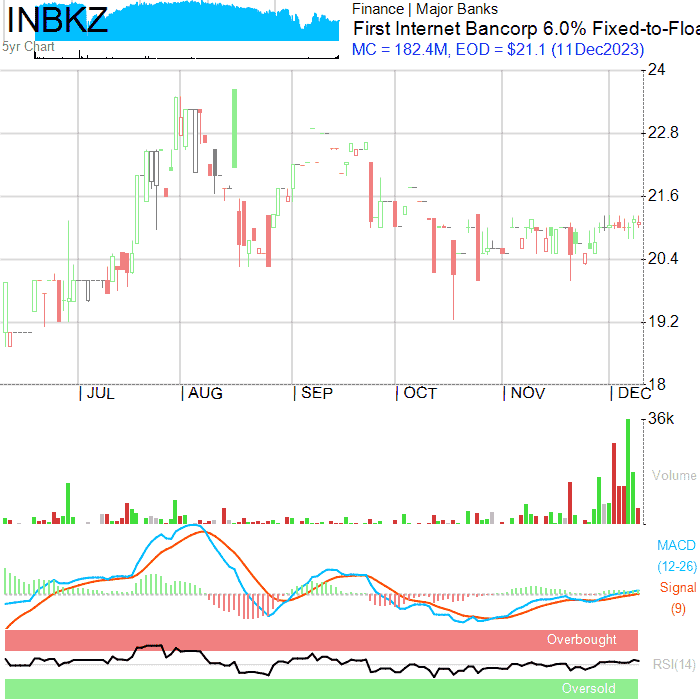 INBKZ
5yr Chart
Finance | Major Banks
First Internet Bancorp 6.0% Fixed-to-Floa
MC = 182.4M, EOD = $21.1 (11Dec2023)
24
22.8
21.6
20.4
19.2
18
JUL
AUG
SEP
OCT
NOV
DEC
36k
Volume
MACD
(12-26)
Signal
(9)
Overbought
RSI(14)
Oversold